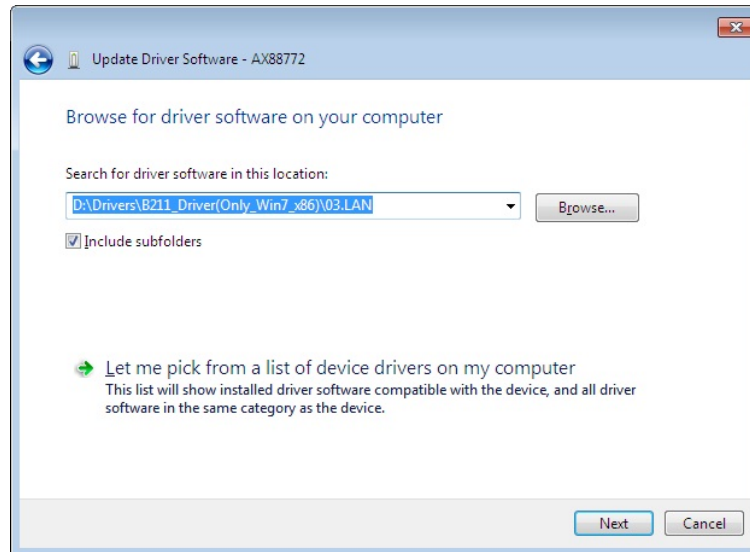 Update Driver Software - AX88772
Browse for driver software on your computer
Search for driver software in this location:
D:\Drivers\B211_Driver(Only_Win7_x86)\03.LAN
Browse...
Include subfolders
Let me pick from a list of device drivers on my computer
This list will show installed driver software compatible with the device, and all driver
software in the same category as the device.
Next
Cancel